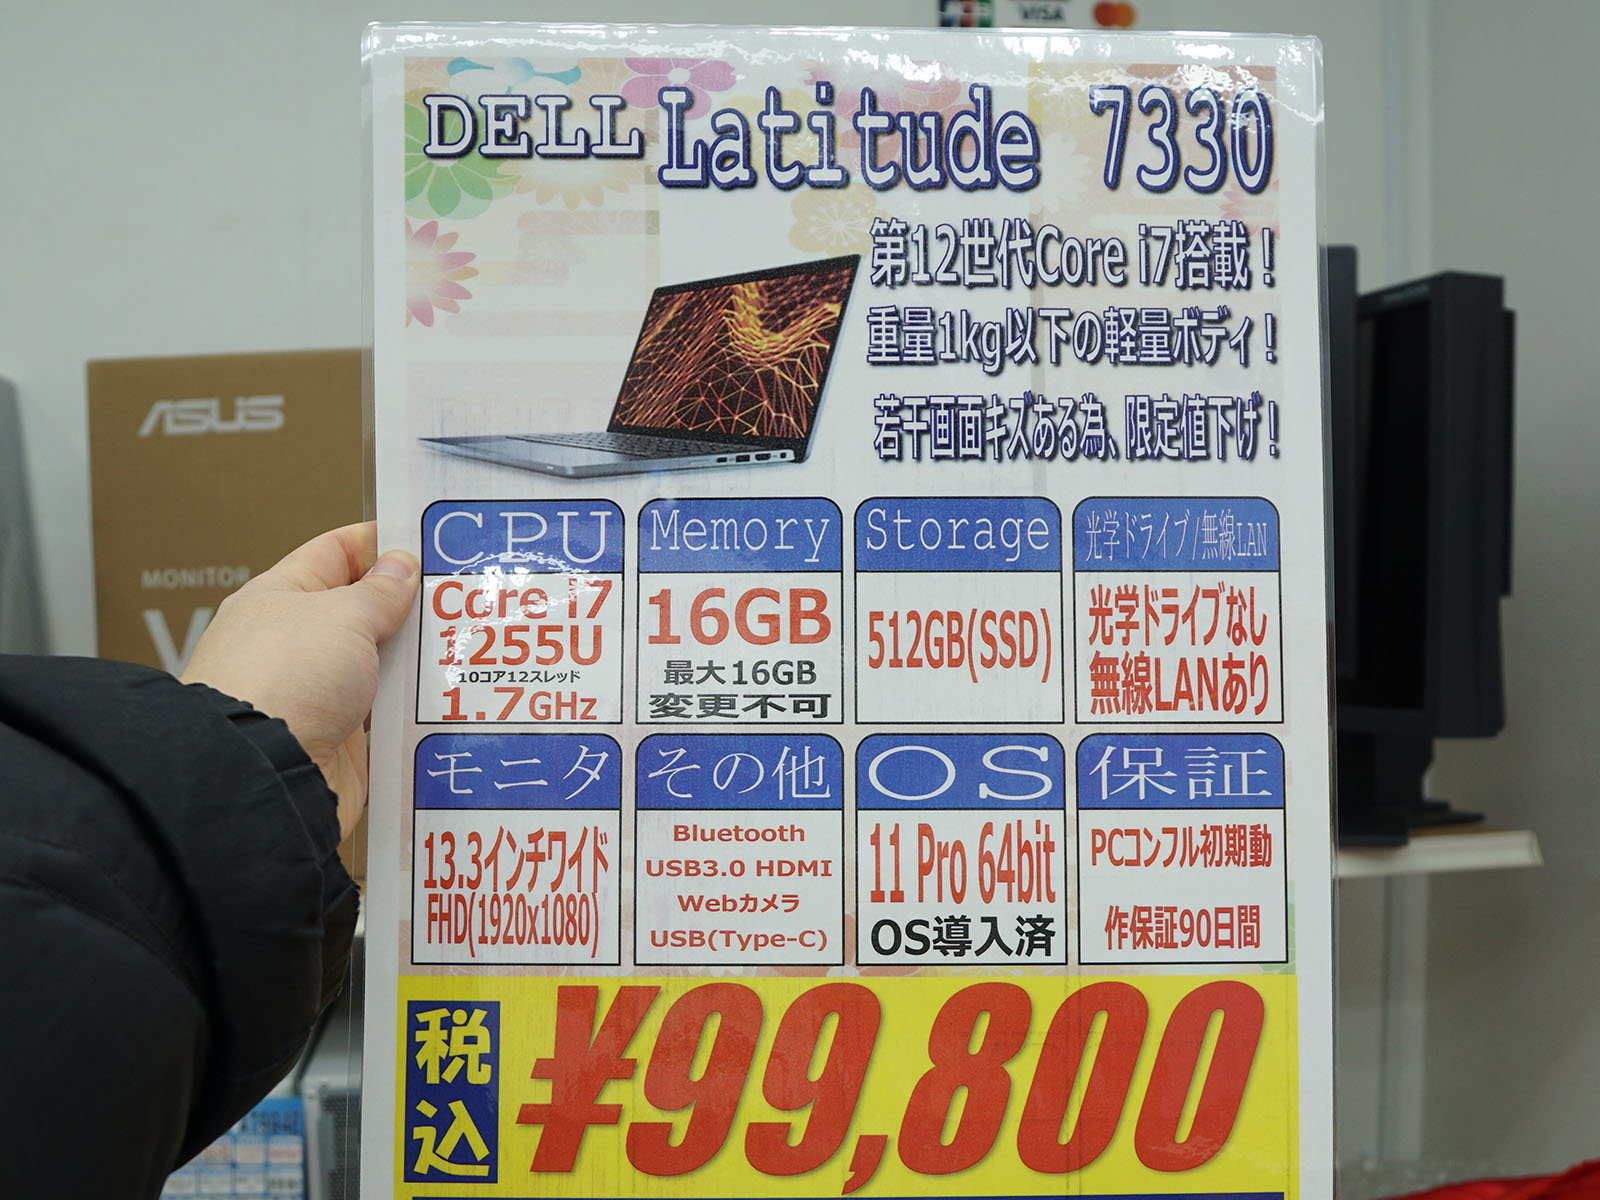 VISA
DELL Latitude 7330
第12世代Core i7搭載！
重量1kg以下の軽量ボディ！
若干画面キズある為、限定値下げ！
ASUS
MONITOR
CPU
Core i7
1255U
10コア12スレッド
1.7GHz
Memory
16GB
最大16GB
変更不可
Storage
512GB(SSD)
光学ドライブ/無線LAN
光学ドライブなし
無線LANあり
モニタ
13.3インチワイド
FHD(1920x1080)
その他
Bluetooth
USB3.0 HDMI
Webカメラ
USB(Type-C)
OS
11 Pro 64bit
OS導入済
保証
PCコンフル初期動
作保証90日間
税込
¥99,800